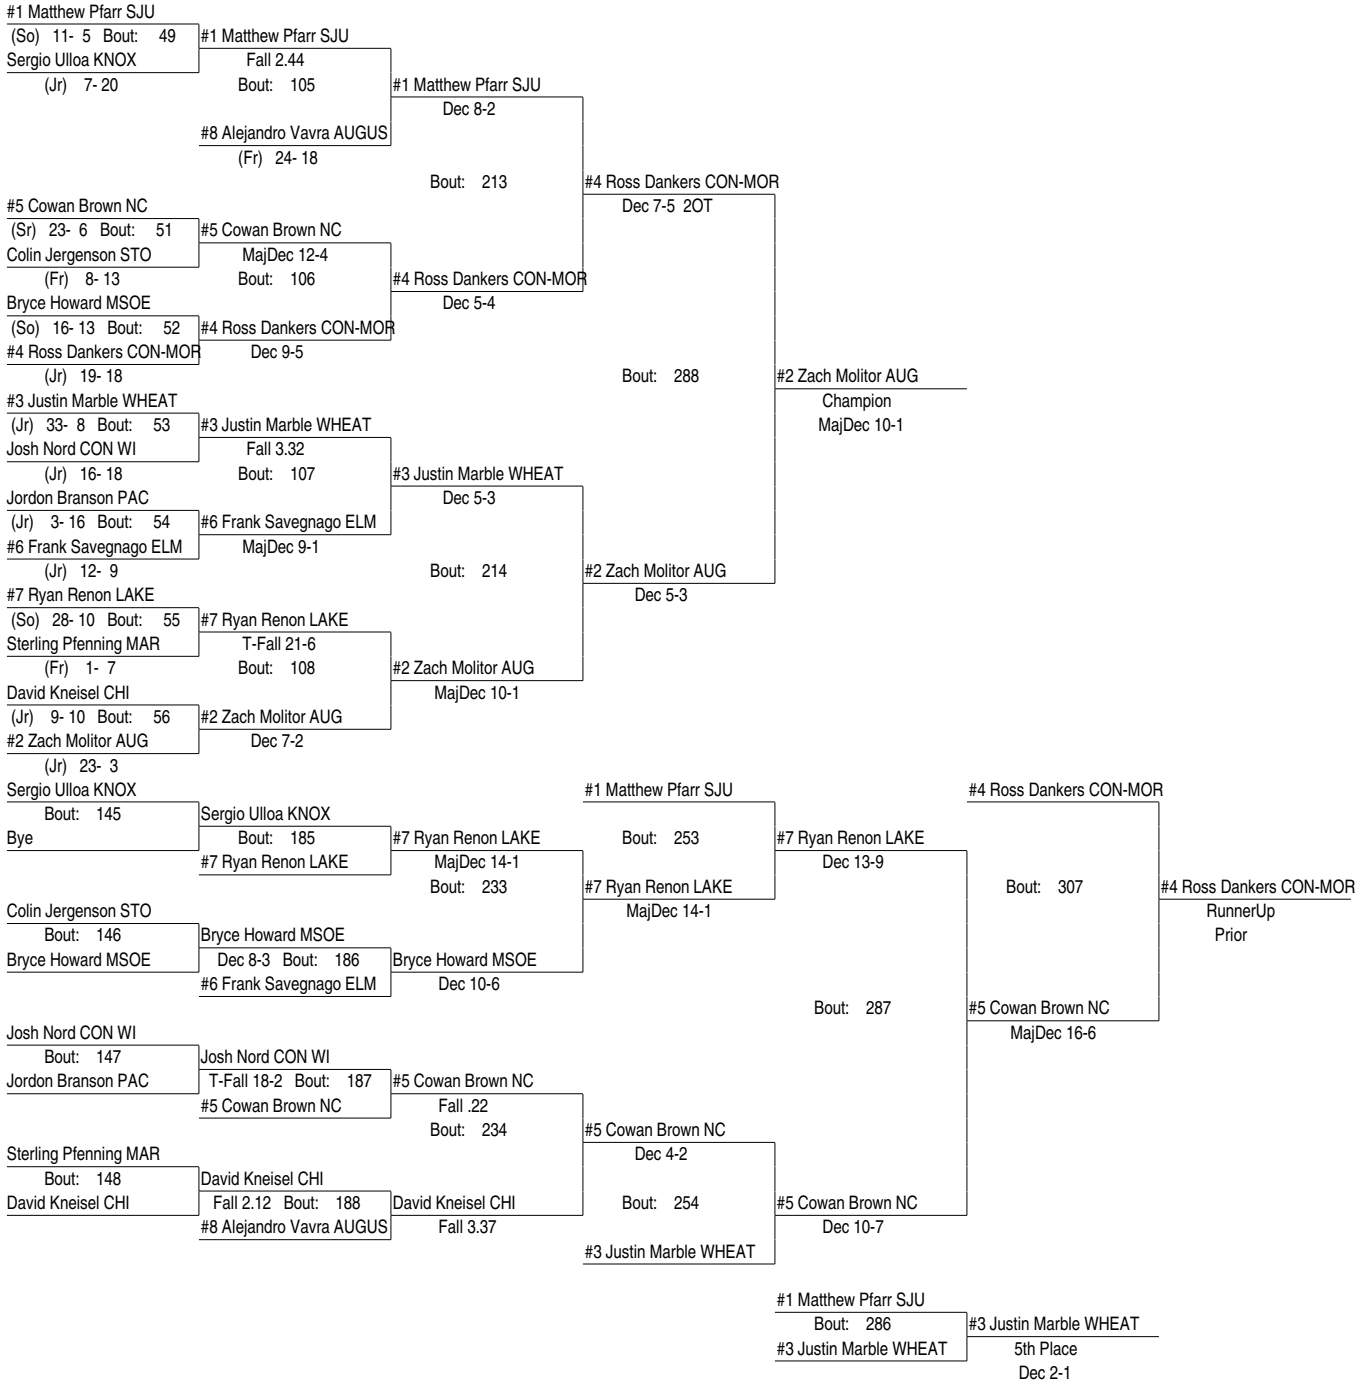 #1 Matthew Pfarr SJU
(So) 11- 5 Bout: 49 #1 Matthew Pfarr SJU
Sergio Ulloa KNOX Fall 2.44
(Jr) 7- 20 Bout: 105 #1 Matthew Pfarr SJU
Dec 8-2
#8 Alejandro Vavra AUGUS
(Fr) 24- 18
Bout: 213 #4 Ross Dankers CON-MOR
#5 Cowan Brown NC Dec 7-5 2OT
(Sr) 23- 6 Bout: 51 #5 Cowan Brown NC
Colin Jergenson STO MajDec 12-4
(Fr) 8- 13 Bout: 106 #4 Ross Dankers CON-MOR
Bryce Howard MSOE Dec 5-4
(So) 16- 13 Bout: 52 #4 Ross Dankers CON-MOR
#4 Ross Dankers CON-MOR Dec 9-5
(Jr) 19- 18 Bout: 288 #2 Zach Molitor AUG
#3 Justin Marble WHEAT Champion
(Jr) 33- 8 Bout: 53 #3 Justin Marble WHEAT MajDec 10-1
Josh Nord CON WI Fall 3.32
(Jr) 16- 18 Bout: 107 #3 Justin Marble WHEAT
Jordon Branson PAC Dec 5-3
(Jr) 3- 16 Bout: 54 #6 Frank Savegnago ELM
#6 Frank Savegnago ELM MajDec 9-1
(Jr) 12- 9 Bout: 214 #2 Zach Molitor AUG
#7 Ryan Renon LAKE Dec 5-3
(So) 28- 10 Bout: 55 #7 Ryan Renon LAKE
Sterling Pfenning MAR T-Fall 21-6
(Fr) 1- 7 Bout: 108 #2 Zach Molitor AUG
David Kneisel CHI MajDec 10-1
(Jr) 9- 10 Bout: 56 #2 Zach Molitor AUG
#2 Zach Molitor AUG Dec 7-2
(Jr) 23- 3
Sergio Ulloa KNOX #1 Matthew Pfarr SJU #4 Ross Dankers CON-MOR
Bout: 145 Sergio Ulloa KNOX
Bye Bout: 185 #7 Ryan Renon LAKE Bout: 253 #7 Ryan Renon LAKE
#7 Ryan Renon LAKE MajDec 14-1 Dec 13-9
Bout: 233 #7 Ryan Renon LAKE Bout: 307 #4 Ross Dankers CON-MOR
Colin Jergenson STO MajDec 14-1 RunnerUp
Bout: 146 Bryce Howard MSOE Prior
Bryce Howard MSOE Dec 8-3 Bout: 186 Bryce Howard MSOE
#6 Frank Savegnago ELM Dec 10-6
Bout: 287 #5 Cowan Brown NC
Josh Nord CON WI MajDec 16-6
Bout: 147 Josh Nord CON WI
Jordon Branson PAC T-Fall 18-2 Bout: 187 #5 Cowan Brown NC
#5 Cowan Brown NC Fall .22
Bout: 234 #5 Cowan Brown NC
Sterling Pfenning MAR Dec 4-2
Bout: 148 David Kneisel CHI
David Kneisel CHI Fall 2.12 Bout: 188 David Kneisel CHI Bout: 254 #5 Cowan Brown NC
#8 Alejandro Vavra AUGUS Fall 3.37 Dec 10-7
#3 Justin Marble WHEAT
#1 Matthew Pfarr SJU
Bout: 286 #3 Justin Marble WHEAT
#3 Justin Marble WHEAT 5th Place
Dec 2-1